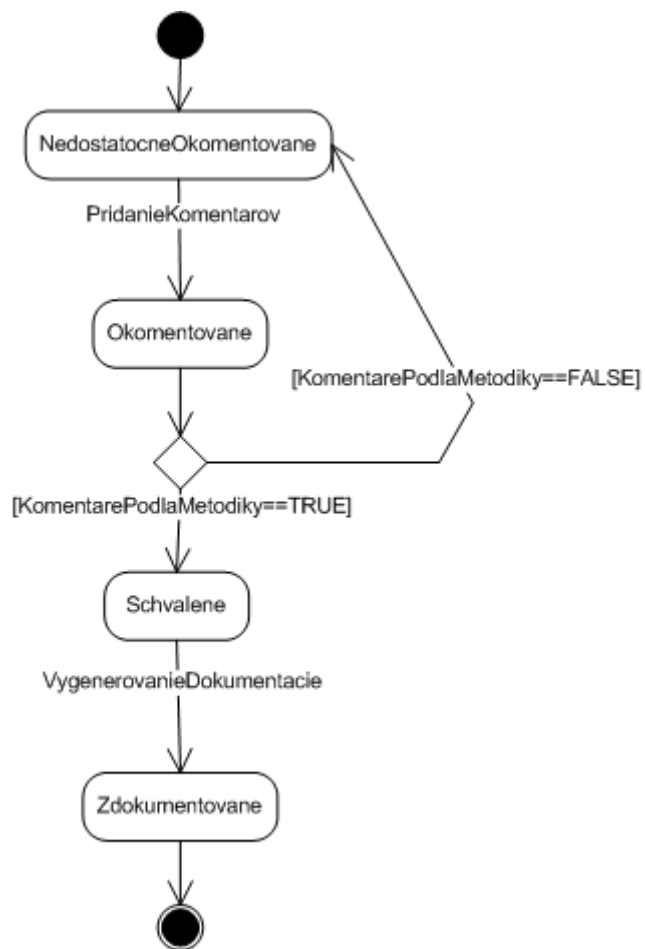 NedostatocneOkomentovane
PridanieKomentarov
Okomentovane
[KomentarePodlaMetodiky==FALSE]
[KomentarePodlaMetodiky==TRUE]
Schvalene
VygenerovanieDokumentacie
Zdokumentovane